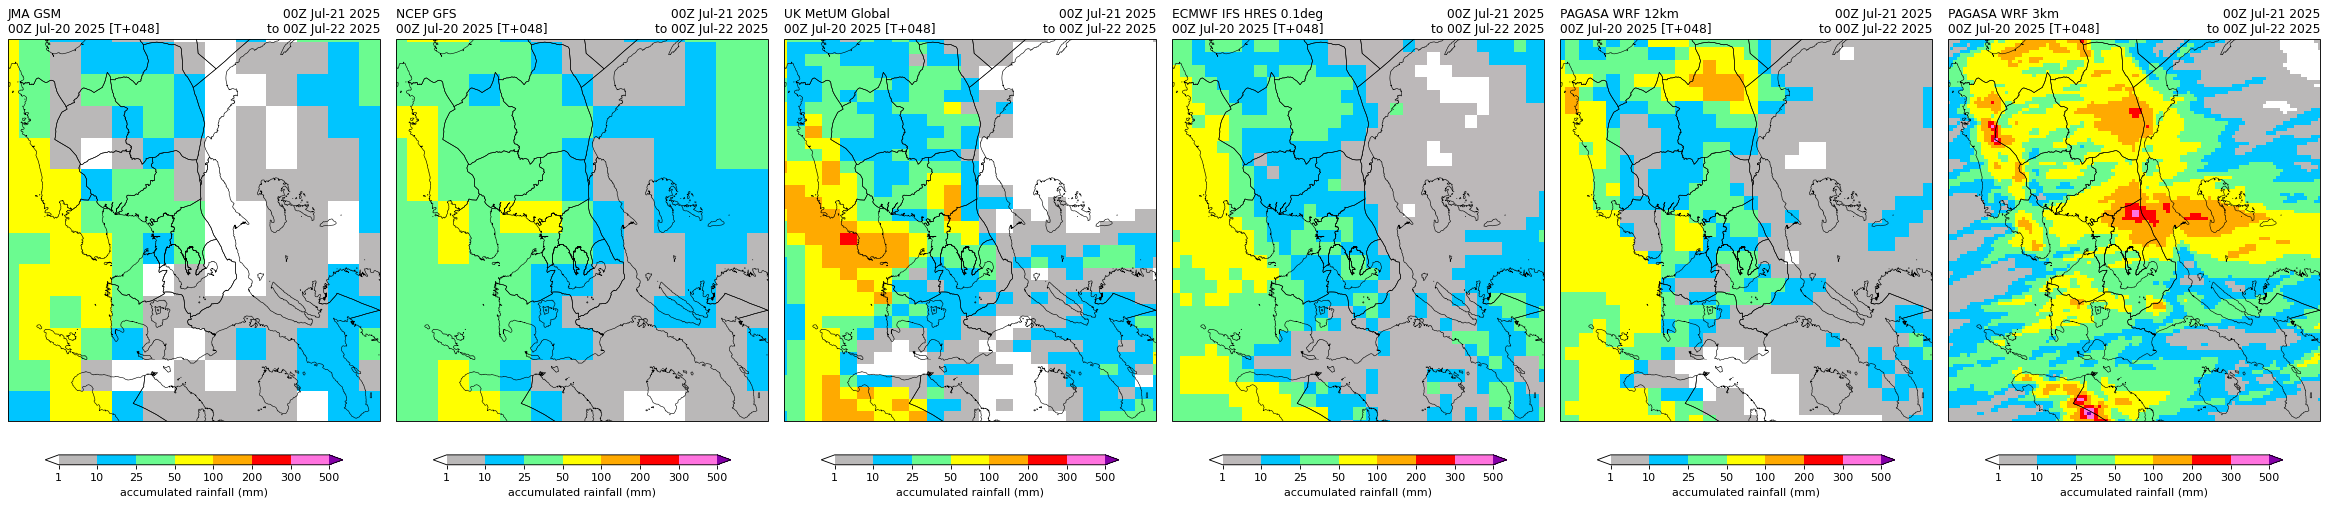 JMA GSM 00Z Jul-21 2025
00Z Jul-20 2025 [T+048] to 00Z Jul-22 2025
NCEP GFS 00Z Jul-21 2025
00Z Jul-20 2025 [T+048] to 00Z Jul-22 2025
UK MetUM Global 00Z Jul-21 2025
00Z Jul-20 2025 [T+048] to 00Z Jul-22 2025
ECMWF IFS HRES 0.1deg 00Z Jul-21 2025
00Z Jul-20 2025 [T+048] to 00Z Jul-22 2025
PAGASA WRF 12km 00Z Jul-21 2025
00Z Jul-20 2025 [T+048] to 00Z Jul-22 2025
PAGASA WRF 3km 00Z Jul-21 2025
00Z Jul-20 2025 [T+048] to 00Z Jul-22 2025
1 10 25 50 100 200 300 500
accumulated rainfall (mm)
1 10 25 50 100 200 300 500
accumulated rainfall (mm)
1 10 25 50 100 200 300 500
accumulated rainfall (mm)
1 10 25 50 100 200 300 500
accumulated rainfall (mm)
1 10 25 50 100 200 300 500
accumulated rainfall (mm)
1 10 25 50 100 200 300 500
accumulated rainfall (mm)